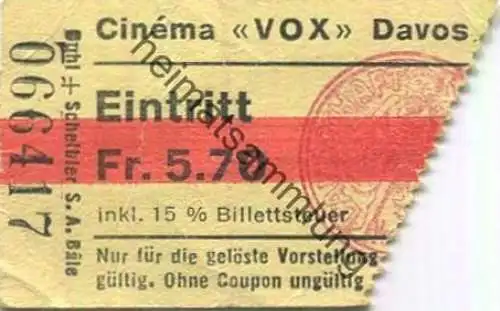 Cinéma «VOX» Davos
Eintritt
Fr. 5.70
inkl. 15 % Billettsteuer
Nur für die gelöste Vorstellung
gültig. Ohne Coupon ungültig
066417
Buhl + Scheibler S.A. Bâle
heimatsammlung